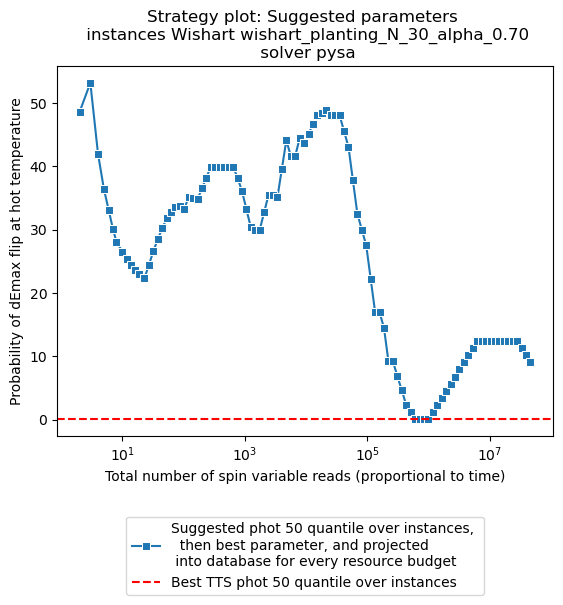 Strategy plot: Suggested parameters
instances Wishart wishart_planting_N_30_alpha_0.70
solver pysa
Probability of dEmax flip at hot temperature
50
40
30
20
10
0
10^1
10^3
10^5
10^7
Total number of spin variable reads (proportional to time)
Suggested phot 50 quantile over instances,
then best parameter, and projected
into database for every resource budget
Best TTS phot 50 quantile over instances